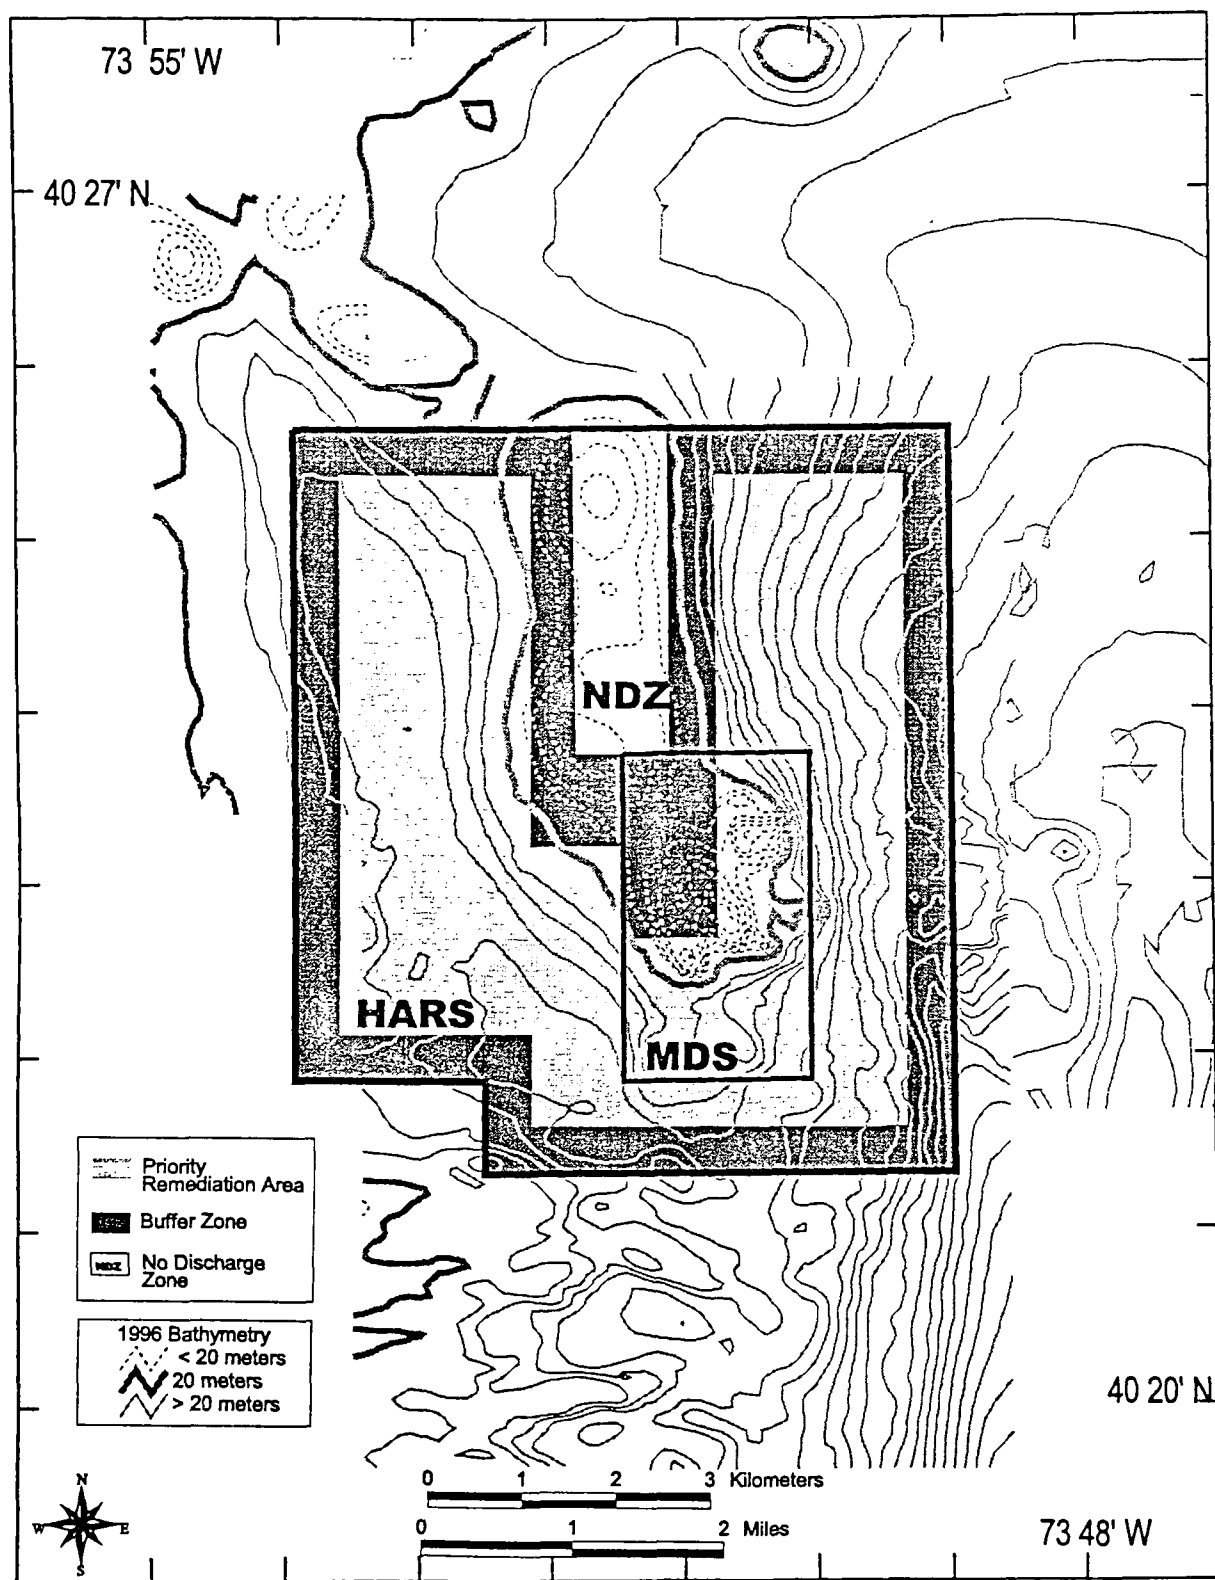 73 55' W
40 27' N
NDZ
HARS
MDS
Priority
Remediation Area
Buffer Zone
NDZ
No Discharge
Zone
1996 Bathymetry
< 20 meters
20 meters
> 20 meters
40 20' N
0 1 2 3 Kilometers
0 1 2 Miles
N
W E
S
73 48' W